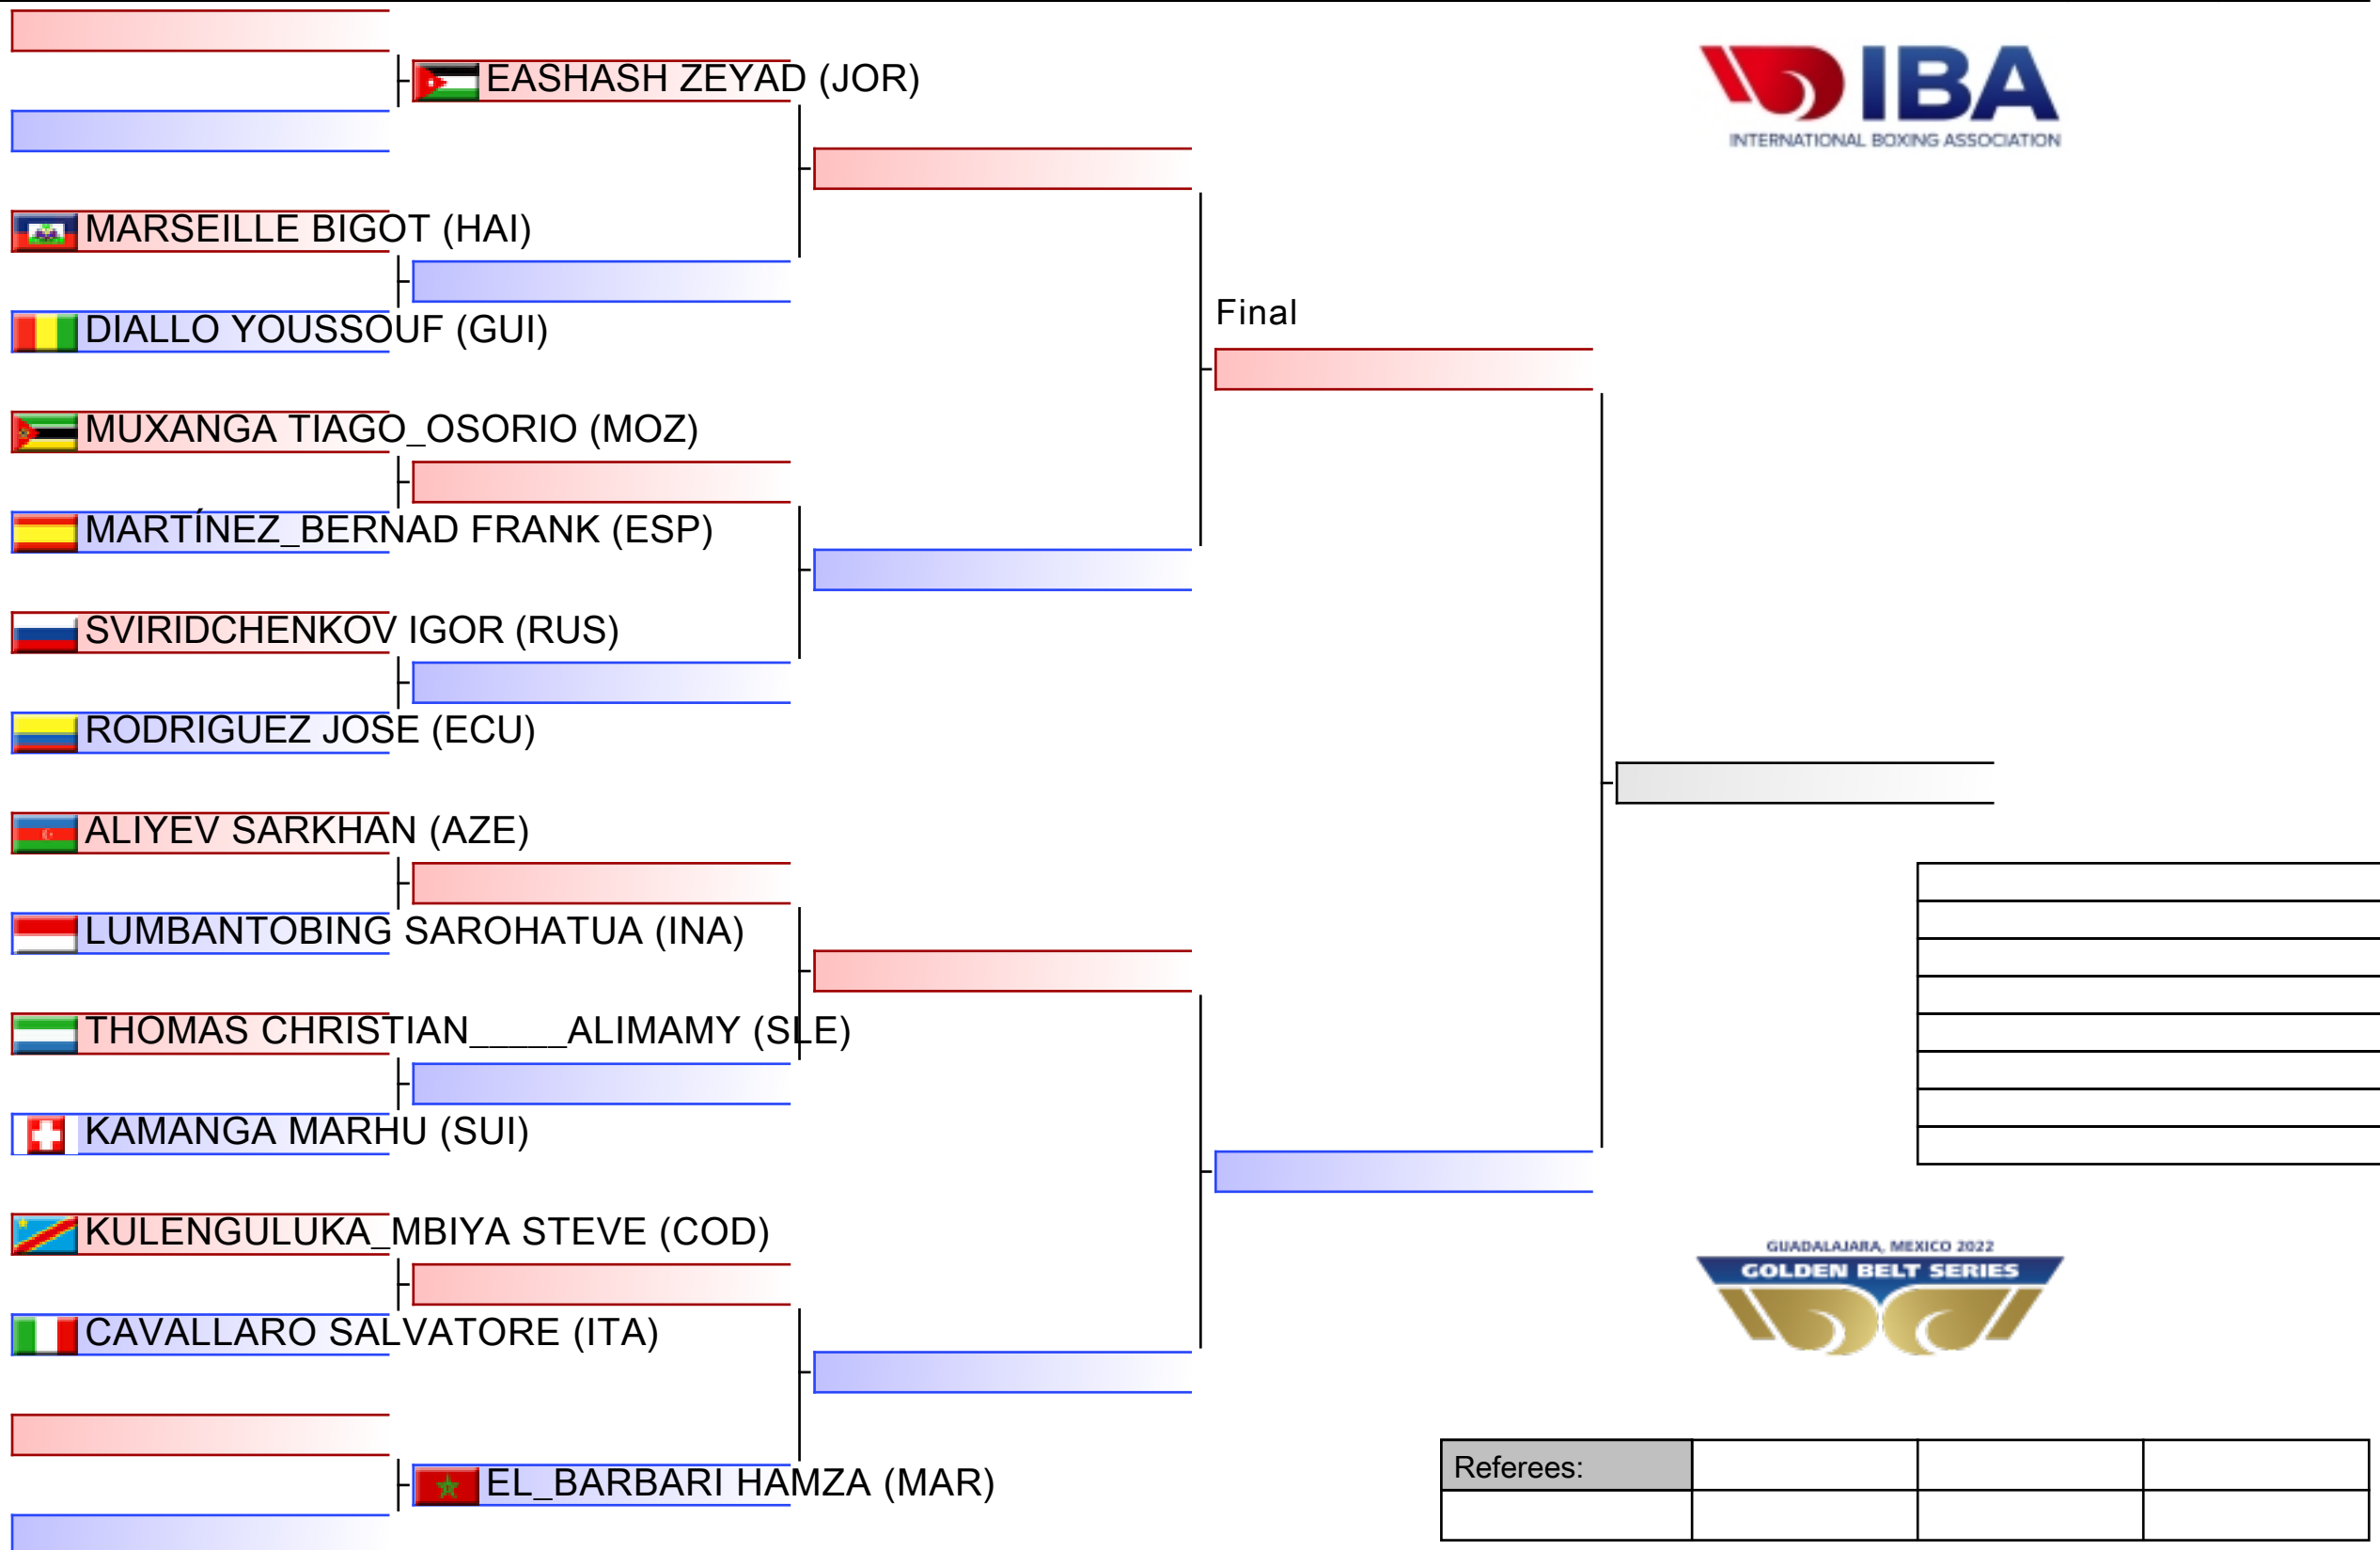 EASHASH ZEYAD (JOR)
IBA
INTERNATIONAL BOXING ASSOCIATION
MARSEILLE BIGOT (HAI)
DIALLO YOUSSOUF (GUI)
Final
MUXANGA TIAGO_OSORIO (MOZ)
MARTÍNEZ_BERNAD FRANK (ESP)
SVIRIDCHENKOV IGOR (RUS)
RODRIGUEZ JOSE (ECU)
ALIYEV SARKHAN (AZE)
LUMBANTOBING SAROHATUA (INA)
THOMAS CHRISTIAN_____ALIMAMY (SLE)
KAMANGA MARHU (SUI)
KULENGULUKA_MBIYA STEVE (COD)
CAVALLARO SALVATORE (ITA)
GUADALAJARA, MEXICO 2022
GOLDEN BELT SERIES
EL_BARBARI HAMZA (MAR)
Referees: